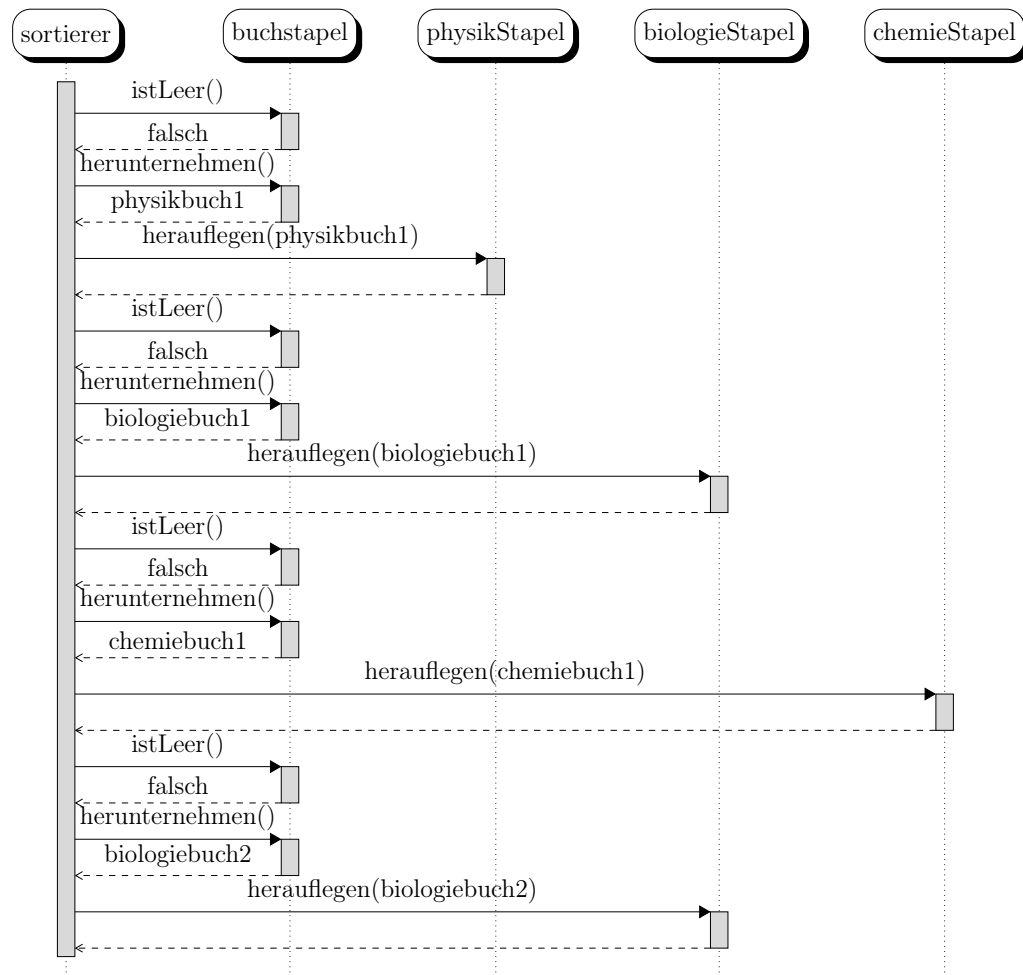 sortierer buchstapel physikStapel biologieStapel chemieStapel
istLeer()
falsch
herunternehmen()
physikbuch1
herauflegen(physikbuch1)
istLeer()
falsch
herunternehmen()
biologiebuch1
herauflegen(biologiebuch1)
istLeer()
falsch
herunternehmen()
chemiebuch1
herauflegen(chemiebuch1)
istLeer()
falsch
herunternehmen()
biologiebuch2
herauflegen(biologiebuch2)